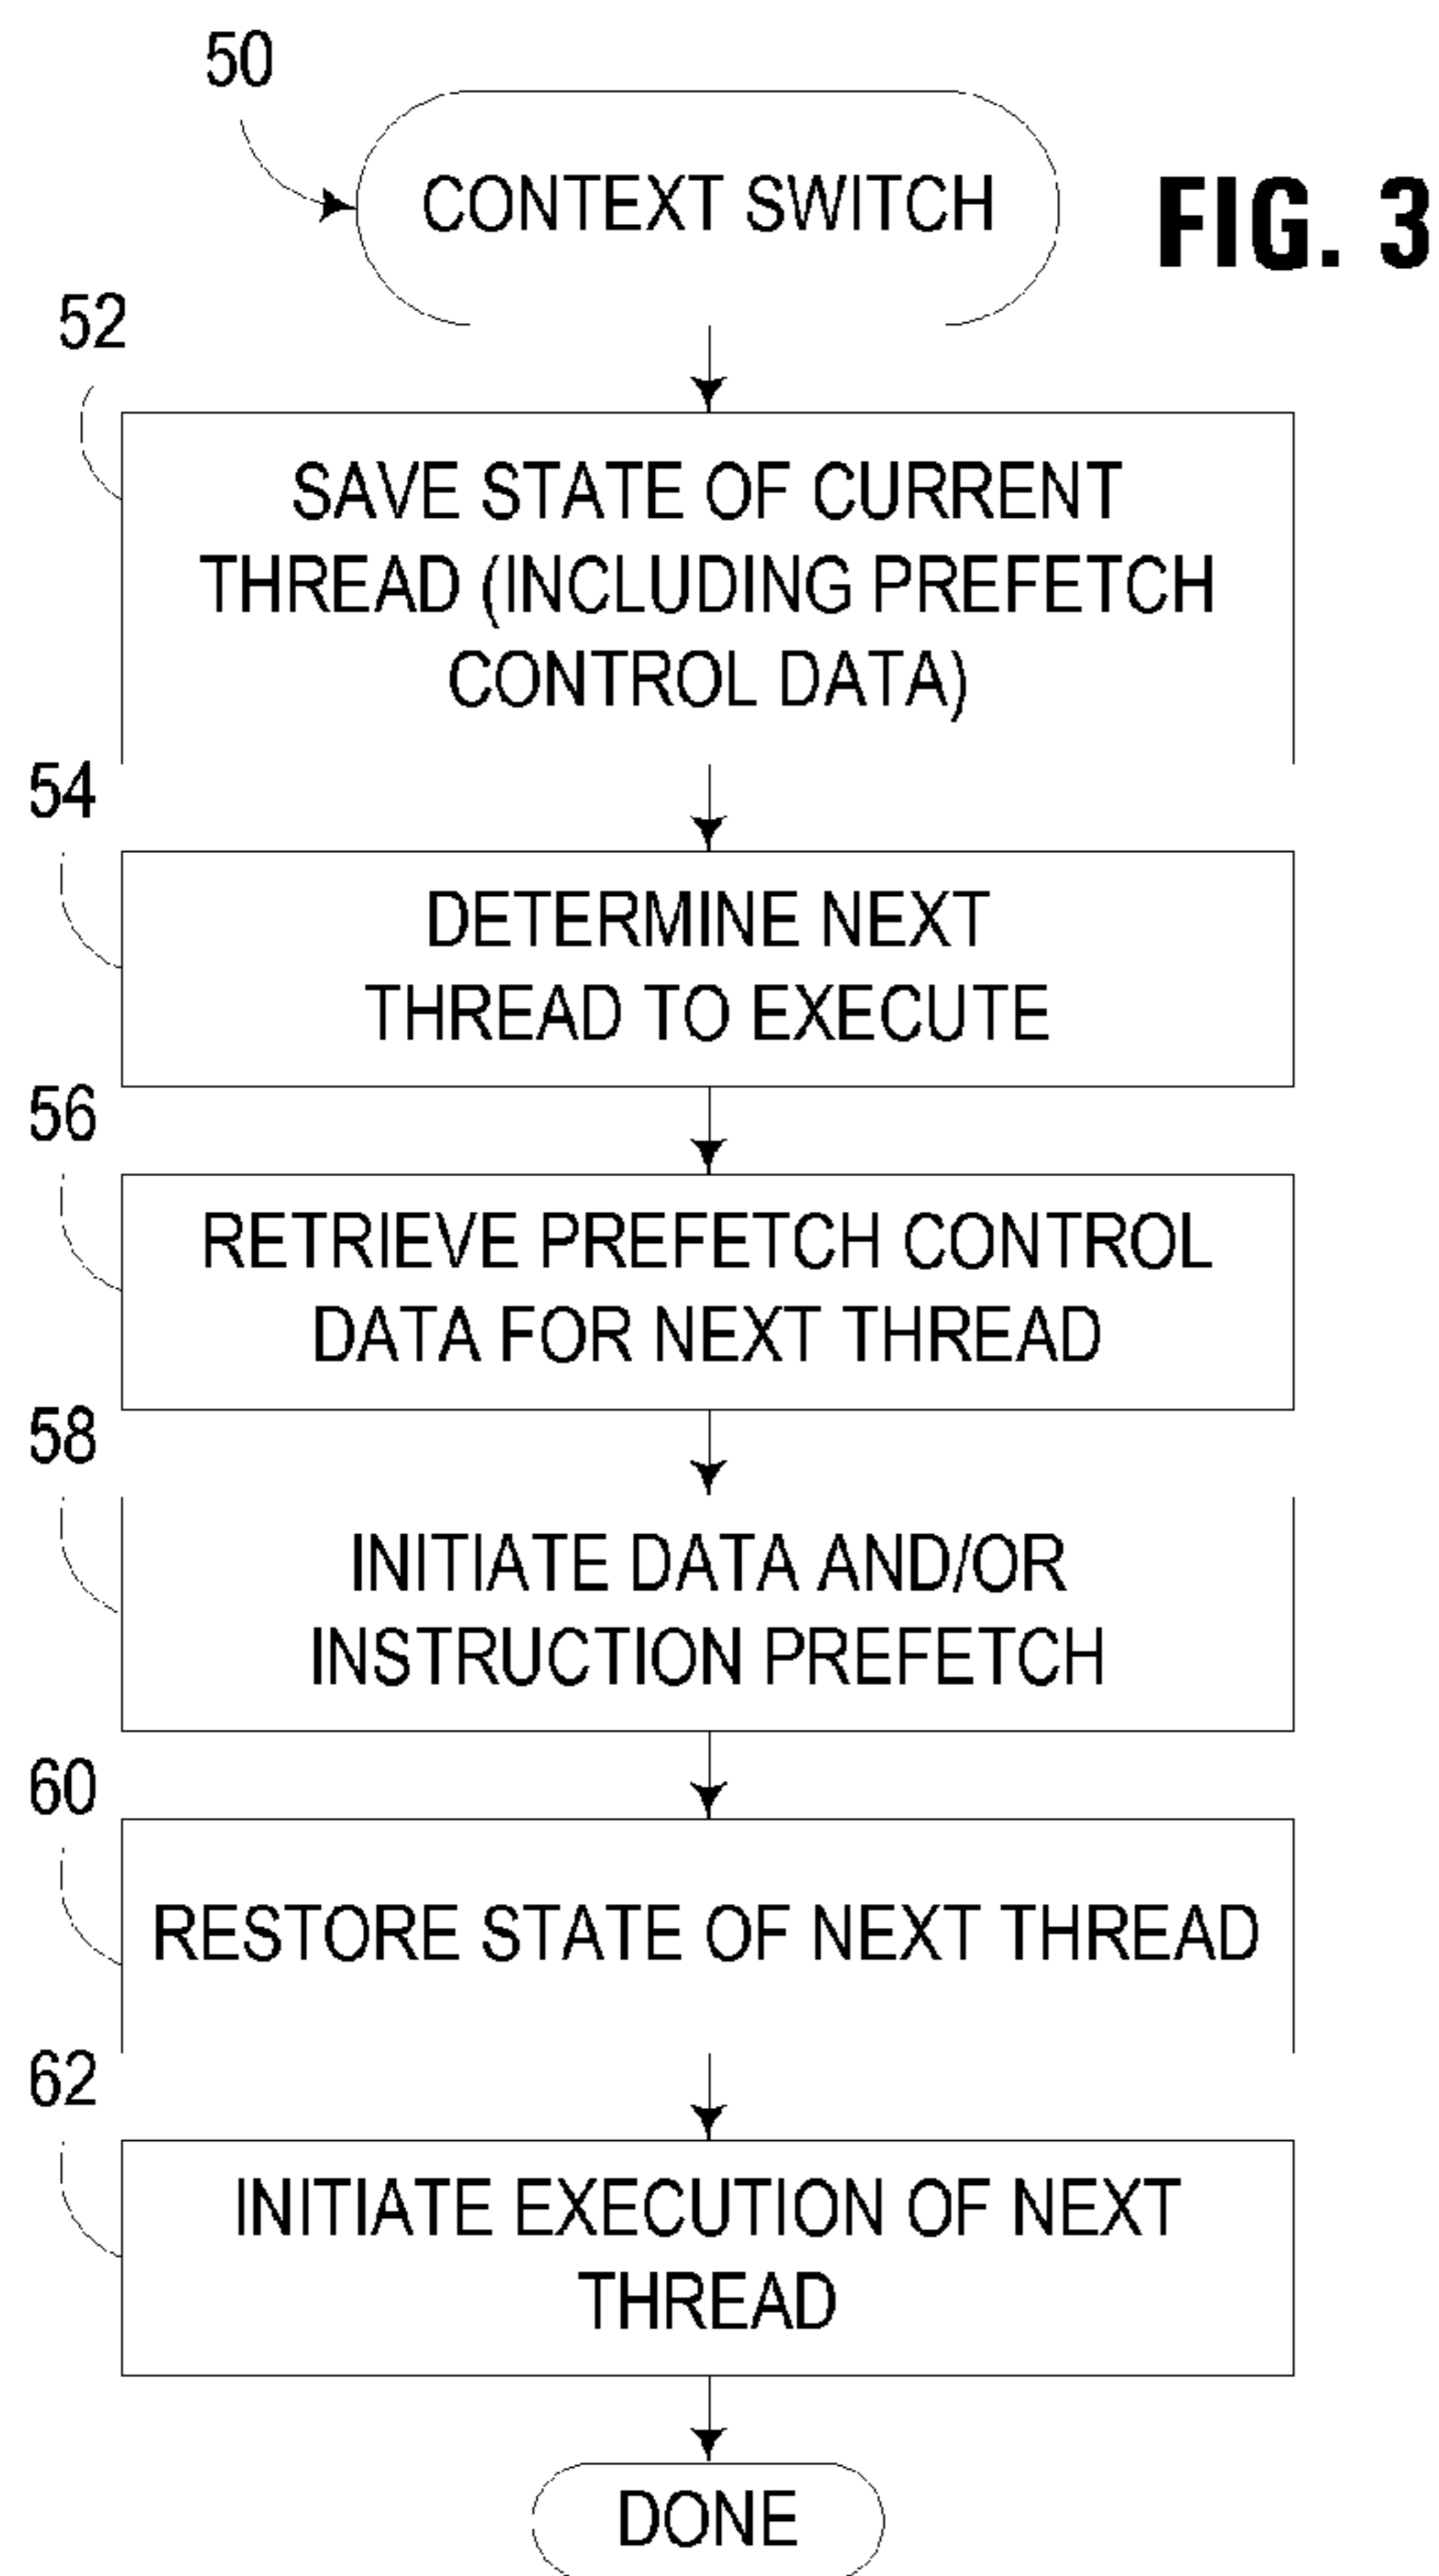 50
CONTEXT SWITCH
FIG. 3
52
SAVE STATE OF CURRENT
THREAD (INCLUDING PREFETCH
CONTROL DATA)
54
DETERMINE NEXT
THREAD TO EXECUTE
56
RETRIEVE PREFETCH CONTROL
DATA FOR NEXT THREAD
58
INITIATE DATA AND/OR
INSTRUCTION PREFETCH
60
RESTORE STATE OF NEXT THREAD
62
INITIATE EXECUTION OF NEXT
THREAD
DONE